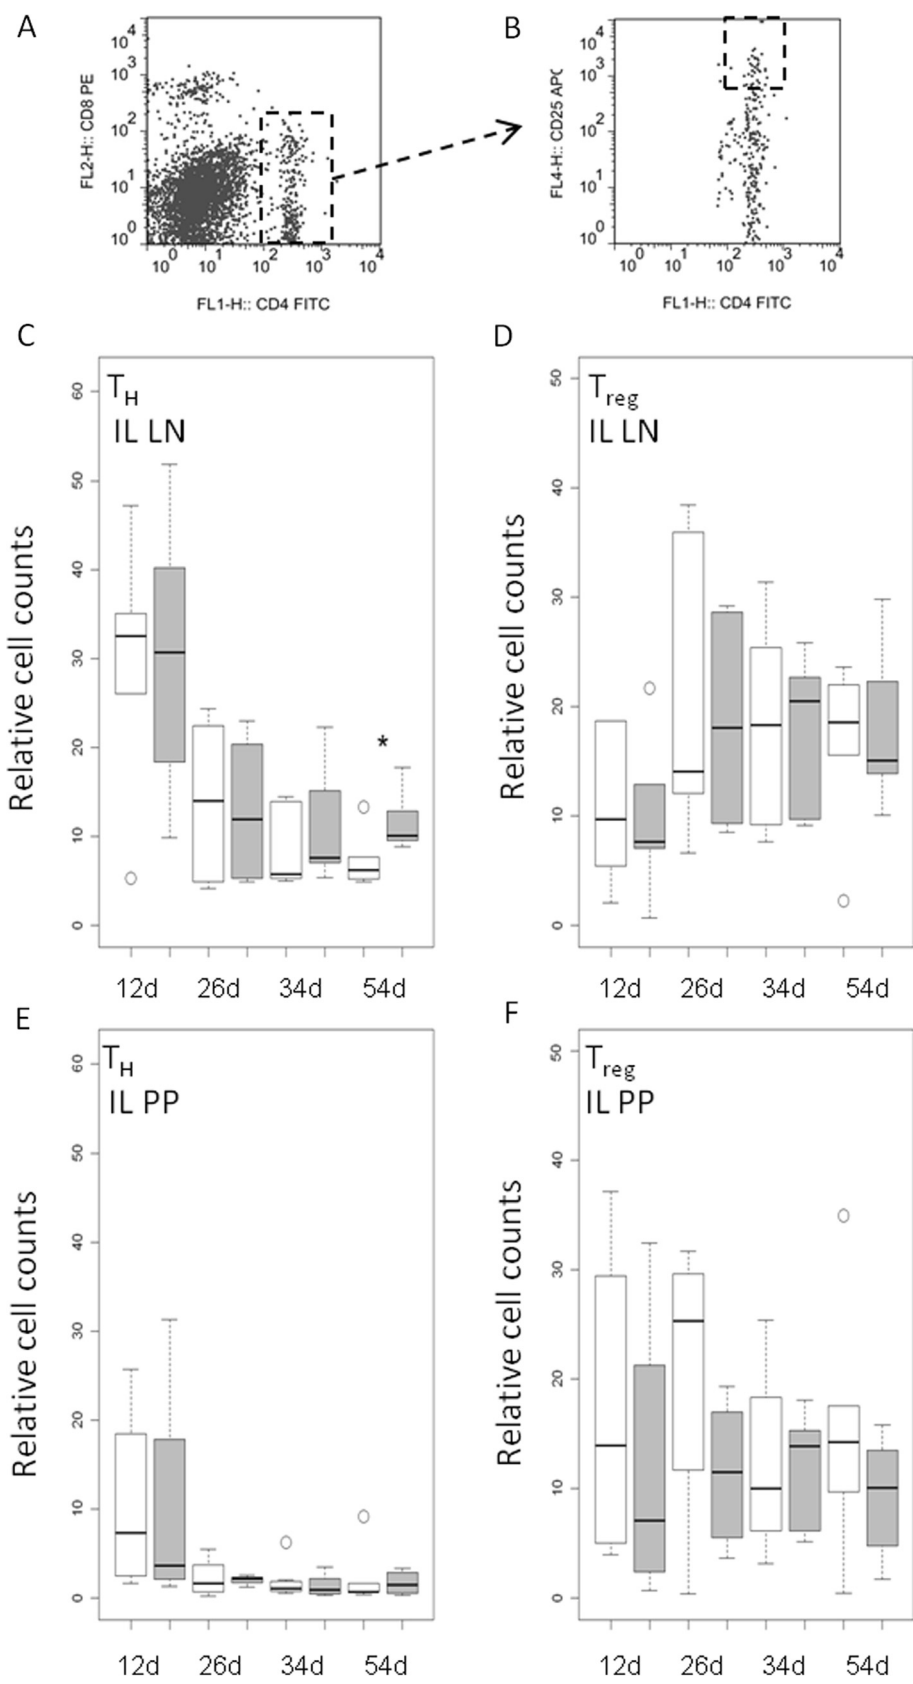 A
B
10^4
10^3
10^2
10^1
10^0
FL2-H:: CD8 PE
10^0 10^1 10^2 10^3 10^4
FL1-H:: CD4 FITC
10^4
10^3
10^2
10^1
10^0
FL4-H:: CD25 APC
10^0 10^1 10^2 10^3 10^4
FL1-H:: CD4 FITC
C
D
T_H
IL LN
60
50
40
30
20
10
0
Relative cell counts
*
12d 26d 34d 54d
T_reg
IL LN
50
40
30
20
10
0
Relative cell counts
12d 26d 34d 54d
E
F
T_H
IL PP
60
50
40
30
20
10
0
Relative cell counts
12d 26d 34d 54d
T_reg
IL PP
50
40
30
20
10
0
Relative cell counts
12d 26d 34d 54d